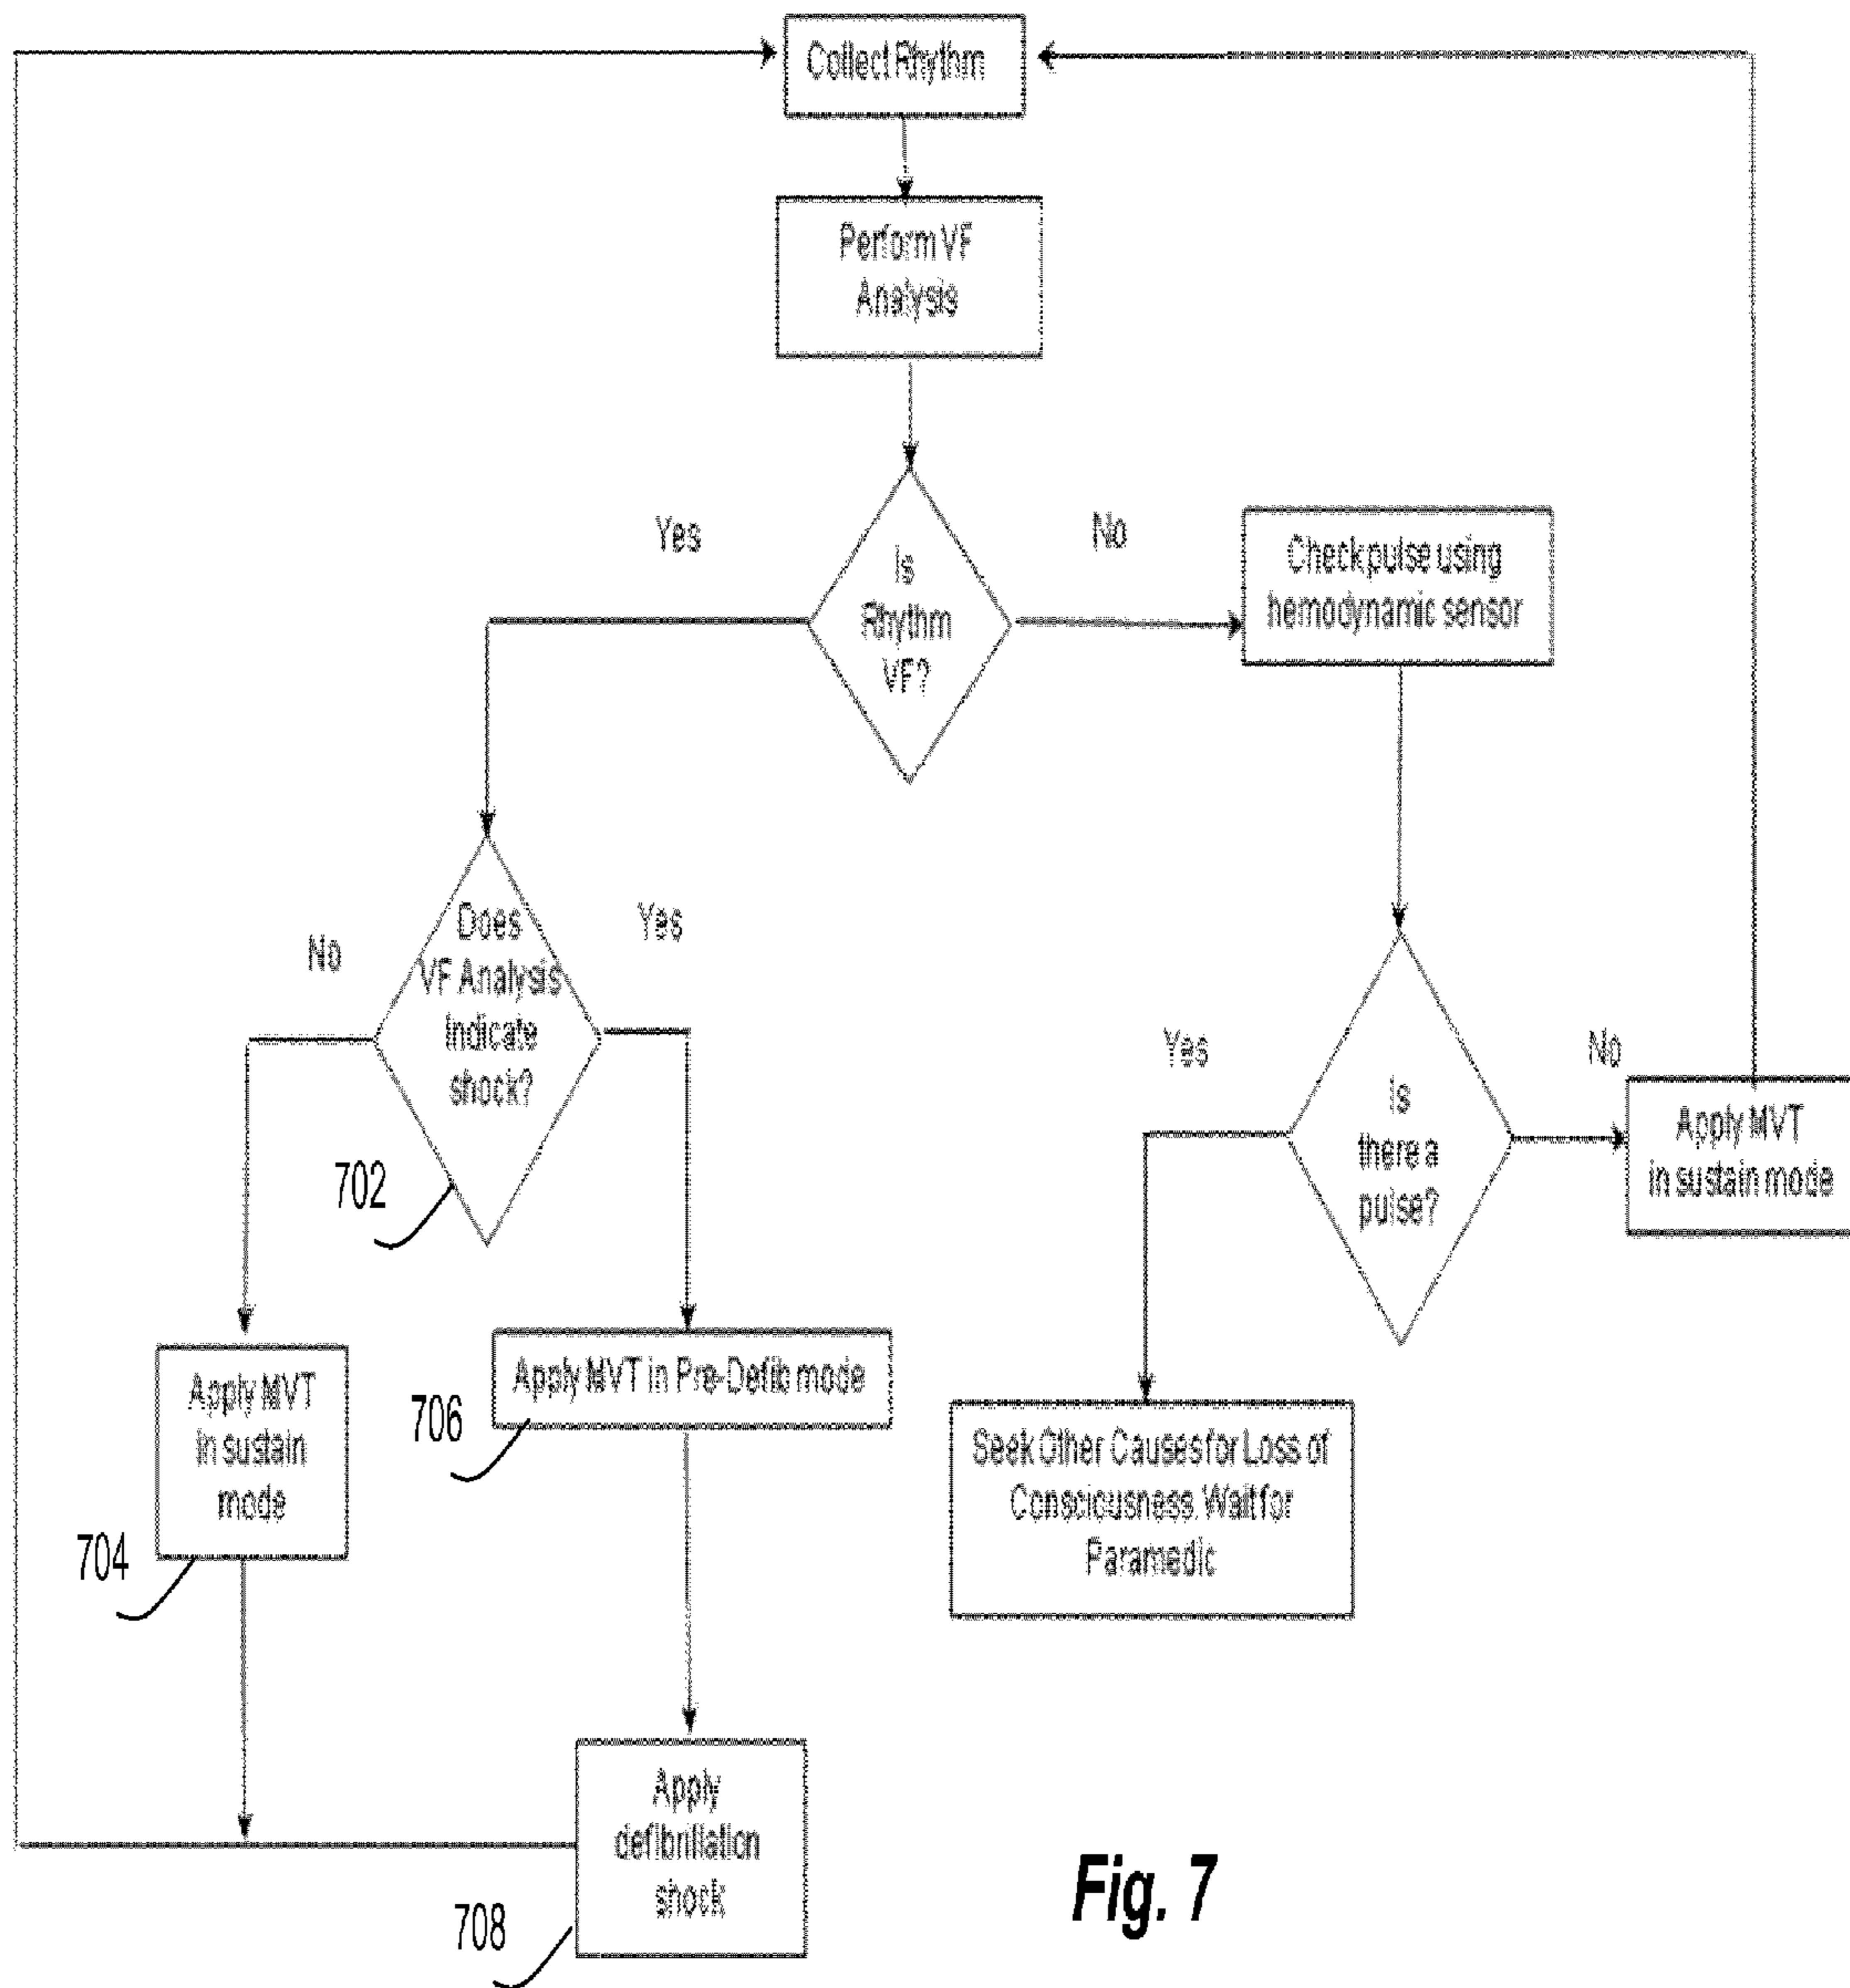 Collect Rhythm
Perform VF
Analysis
Yes
No
Is
Rhythm
VF?
Check pulse using
hemodynamic sensor
No
Does
VF Analysis
Indicate
shock?
Yes
702
Yes
Is
there a
pulse?
No
Apply MVT
in sustain mode
Apply MVT
in sustain
mode
704
Apply MVT in Pre-Defib mode
706
Seek Other Causes for Loss of
Consciousness. Wait for
Paramedic
Apply
defibrillation
shock
708
Fig. 7